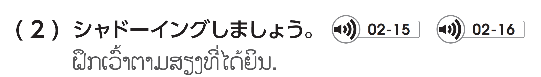 (2) シャドーイングしましょう。 02-15 02-16
ຝຶກເວົ້າຕາມສຽງທີ່ໄດ້ຍິນ.